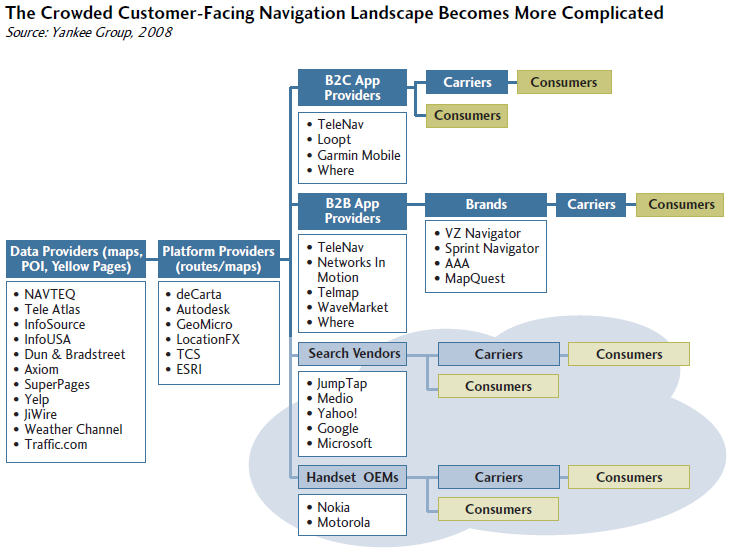 The Crowded Customer-Facing Navigation Landscape Becomes More Complicated
Source: Yankee Group, 2008
Data Providers (maps,
POI, Yellow Pages)
• NAVTEQ
• Tele Atlas
• InfoSource
• InfoUSA
• Dun & Bradstreet
• Axiom
• SuperPages
• Yelp
• JiWire
• Weather Channel
• Traffic.com
Platform Providers
(routes/maps)
• deCarta
• Autodesk
• GeoMicro
• LocationFX
• TCS
• ESRI
B2C App
Providers
• TeleNav
• Loopt
• Garmin Mobile
• Where
Carriers
Consumers
Consumers
B2B App
Providers
• TeleNav
• Networks In
Motion
• Telmap
• WaveMarket
• Where
Brands
• VZ Navigator
• Sprint Navigator
• AAA
• MapQuest
Carriers
Consumers
Search Vendors
• JumpTap
• Medio
• Yahoo!
• Google
• Microsoft
Carriers
Consumers
Consumers
Handset OEMs
• Nokia
• Motorola
Carriers
Consumers
Consumers